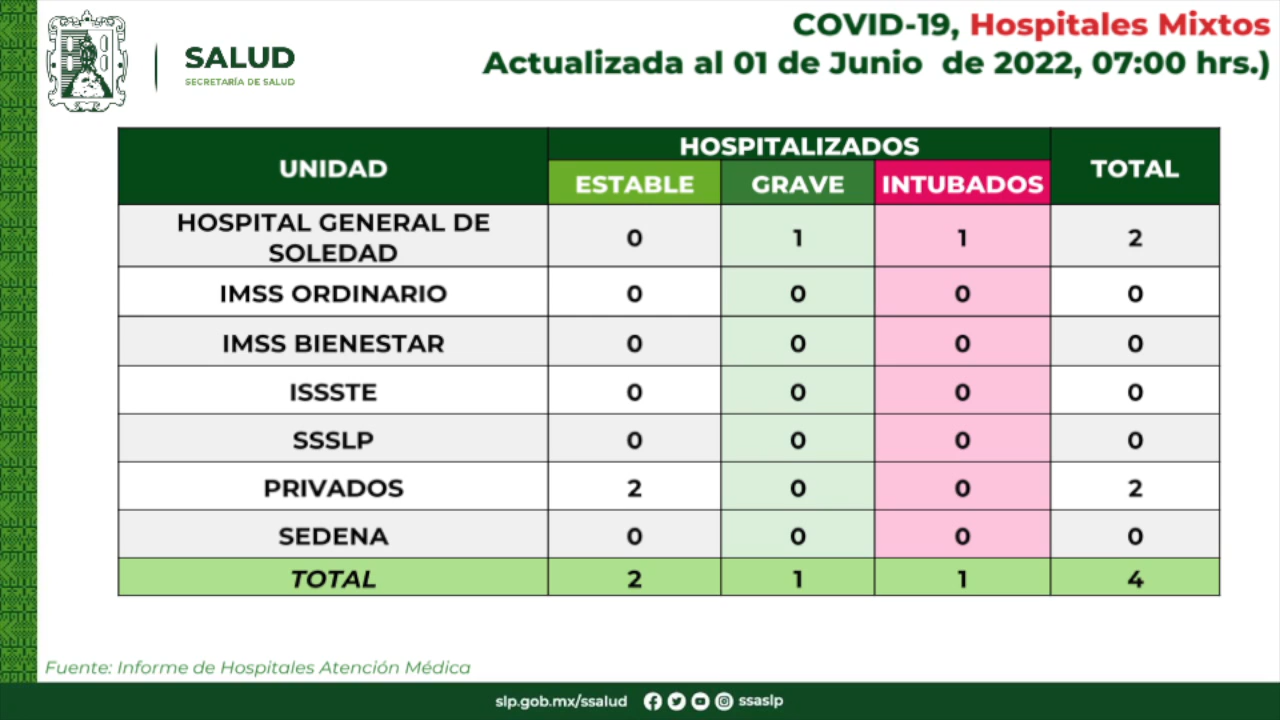 SALUD
SECRETARÍA DE SALUD
COVID-19, Hospitales Mixtos
Actualizada al 01 de Junio de 2022, 07:00 hrs.)
UNIDAD HOSPITALIZADOS TOTAL
ESTABLE GRAVE INTUBADOS
HOSPITAL GENERAL DE
SOLEDAD 0 1 1 2
IMSS ORDINARIO 0 0 0 0
IMSS BIENESTAR 0 0 0 0
ISSSTE 0 0 0 0
SSSLP 0 0 0 0
PRIVADOS 2 0 0 2
SEDENA 0 0 0 0
TOTAL 2 1 1 4
Fuente: Informe de Hospitales Atención Médica
slp.gob.mx/ssalud ssaslp